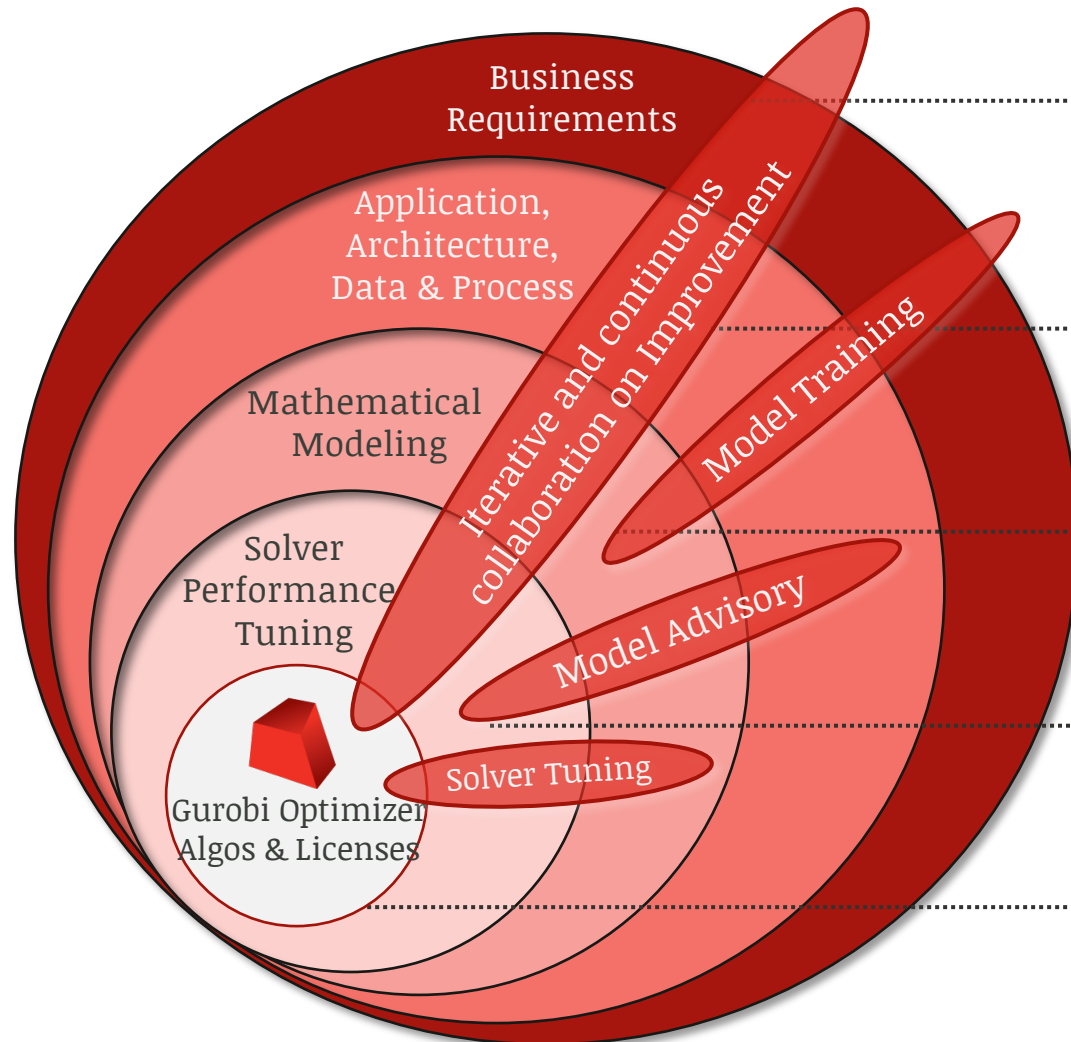 Business
Requirements
Application,
Architecture,
Data & Process
Mathematical
Modeling
Solver
Performance
Tuning
Gurobi Optimizer
Algos & Licenses
Iterative and continuous
collaboration on Improvement
Model Training
Model Advisory
Solver Tuning